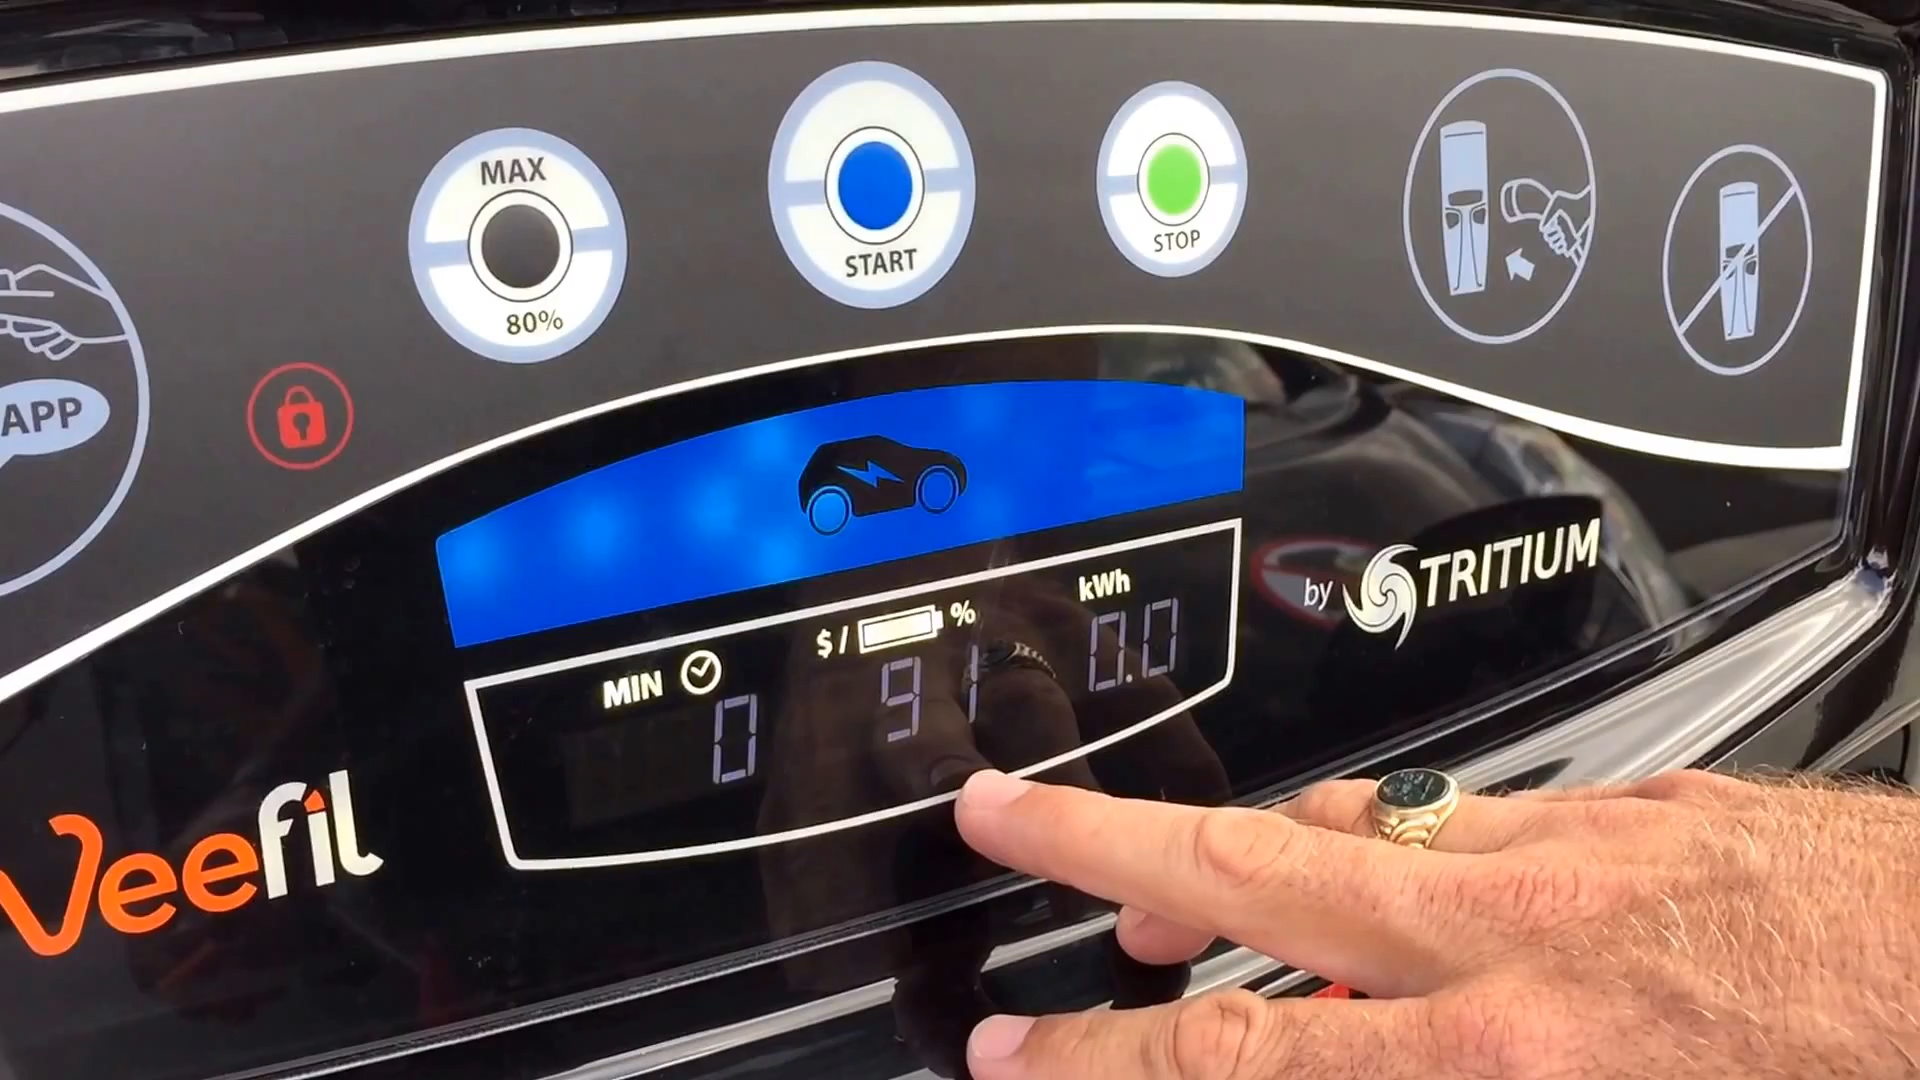 APP
MAX
80%
START
STOP
MIN
$ / %
kWh
0
91
0.0
Veefil
by TRITIUM